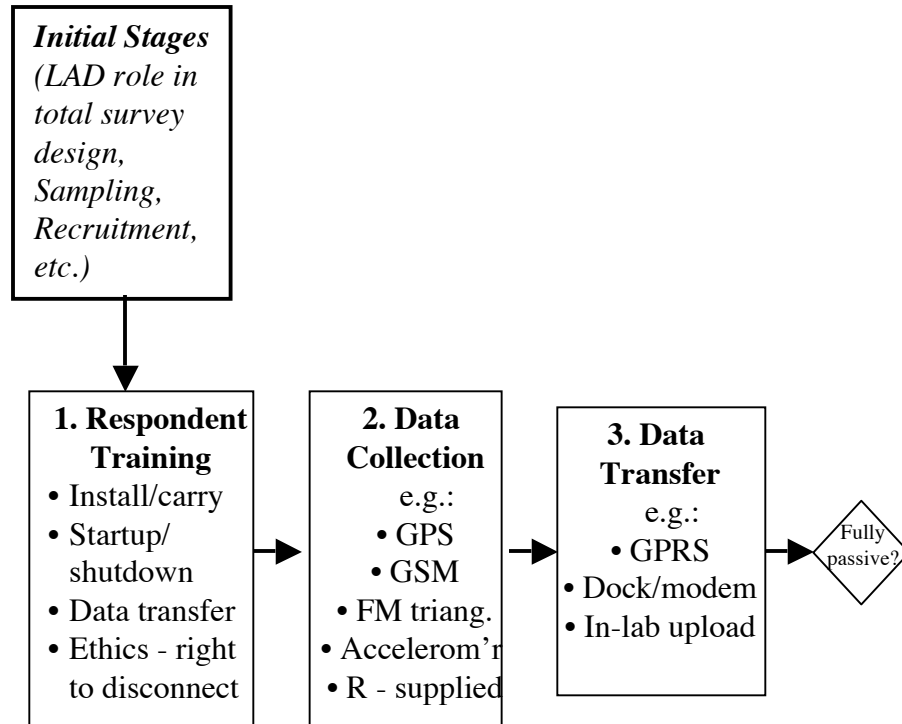 Initial Stages
(LAD role in
total survey
design,
Sampling,
Recruitment,
etc.)
1. Respondent
Training
• Install/carry
• Startup/
shutdown
• Data transfer
• Ethics - right
to disconnect
2. Data
Collection
e.g.:
• GPS
• GSM
• FM triang.
• Accelerom'r
• R - supplied
3. Data
Transfer
e.g.:
• GPRS
• Dock/modem
• In-lab upload
Fully
passive?